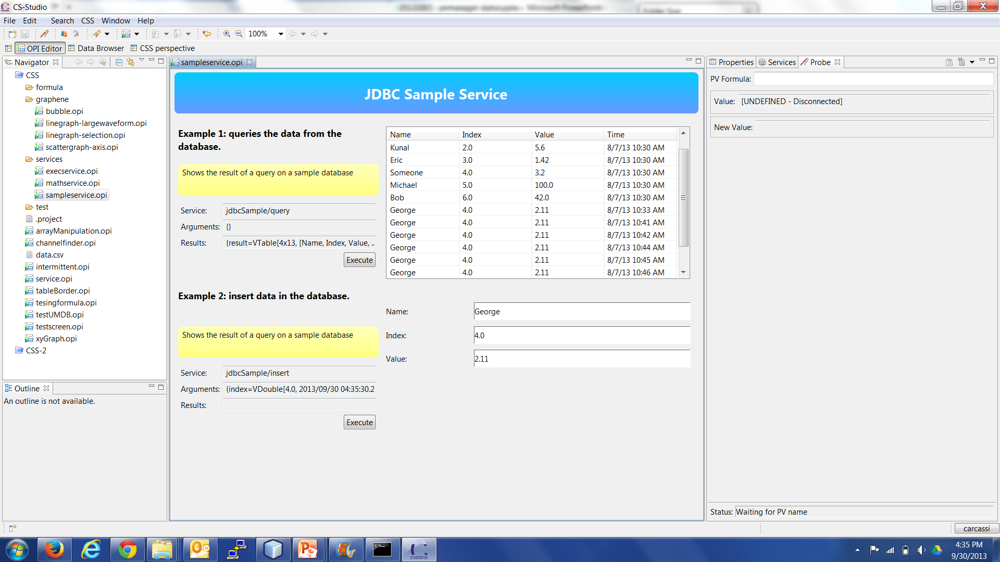 CS-Studio
File Edit Search CSS Window Help
100%
OPI Editor Data Browser CSS perspective
Navigator
CSS
formula
graphene
bubble.opi
linegraph-largewaveform.opi
linegraph-selection.opi
scattergraph-axis.opi
services
execservice.opi
mathservice.opi
sampleservice.opi
test
.project
arrayManipulation.opi
channelfinder.opi
data.csv
intermittent.opi
service.opi
tableBorder.opi
tesingformula.opi
testUMDB.opi
testscreen.opi
xyGraph.opi
CSS-2
Outline
An outline is not available.
sampleservice.opi
JDBC Sample Service
Example 1: queries the data from the
database.
Shows the result of a query on a sample database
Service: jdbcSample/query
Arguments: {}
Results: {result=VTable[4x13, [Name, Index, Value, ..
Execute
Name Index Value Time
Kunal 2.0 5.6 8/7/13 10:30 AM
Eric 3.0 1.42 8/7/13 10:30 AM
Someone 4.0 3.2 8/7/13 10:30 AM
Michael 5.0 100.0 8/7/13 10:30 AM
Bob 6.0 42.0 8/7/13 10:30 AM
George 4.0 2.11 8/7/13 10:33 AM
George 4.0 2.11 8/7/13 10:41 AM
George 4.0 2.11 8/7/13 10:42 AM
George 4.0 2.11 8/7/13 10:44 AM
George 4.0 2.11 8/7/13 10:45 AM
George 4.0 2.11 8/7/13 10:46 AM
Example 2: insert data in the database.
Shows the result of a query on a sample database
Service: jdbcSample/insert
Arguments: {index=VDouble[4.0, 2013/09/30 04:35:30.2
Results:
Execute
Name: George
Index: 4.0
Value: 2.11
Properties Services Probe
PV Formula:
Value: [UNDEFINED - Disconnected]
New Value:
Status: Waiting for PV name
carcassi
control
4:35 PM
9/30/2013